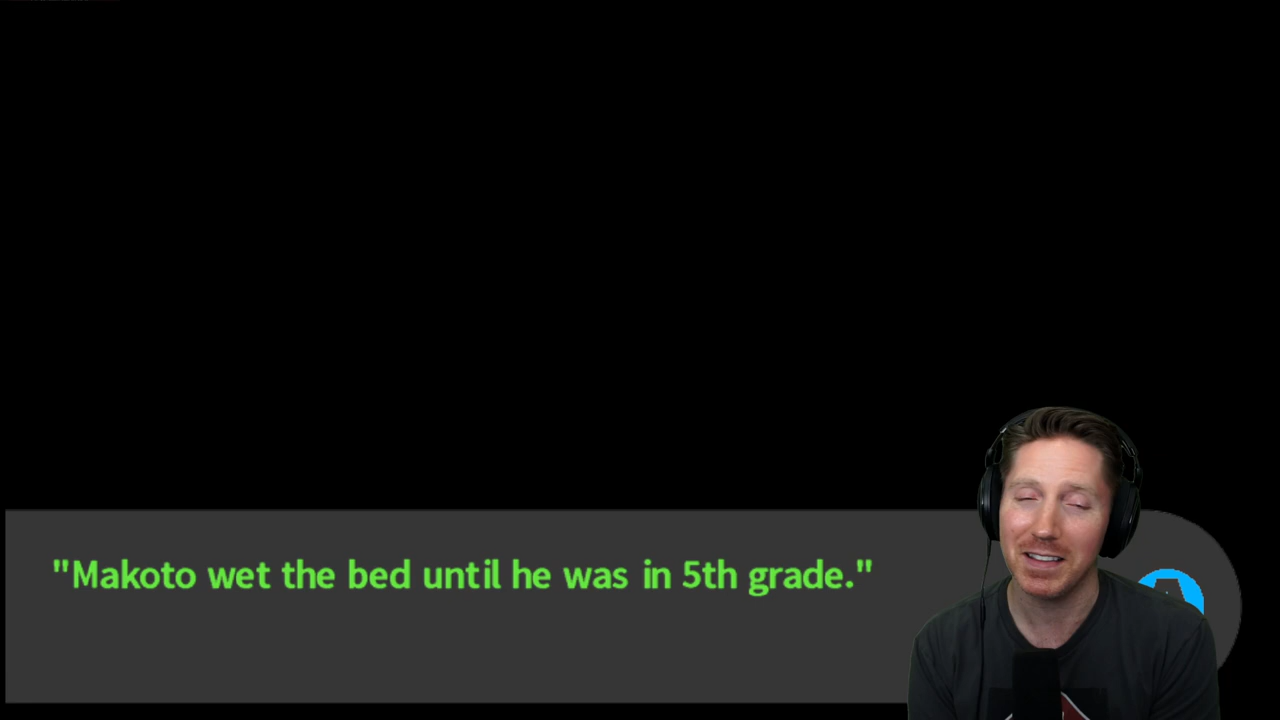 "Makoto wet the bed until he was in 5th grade."